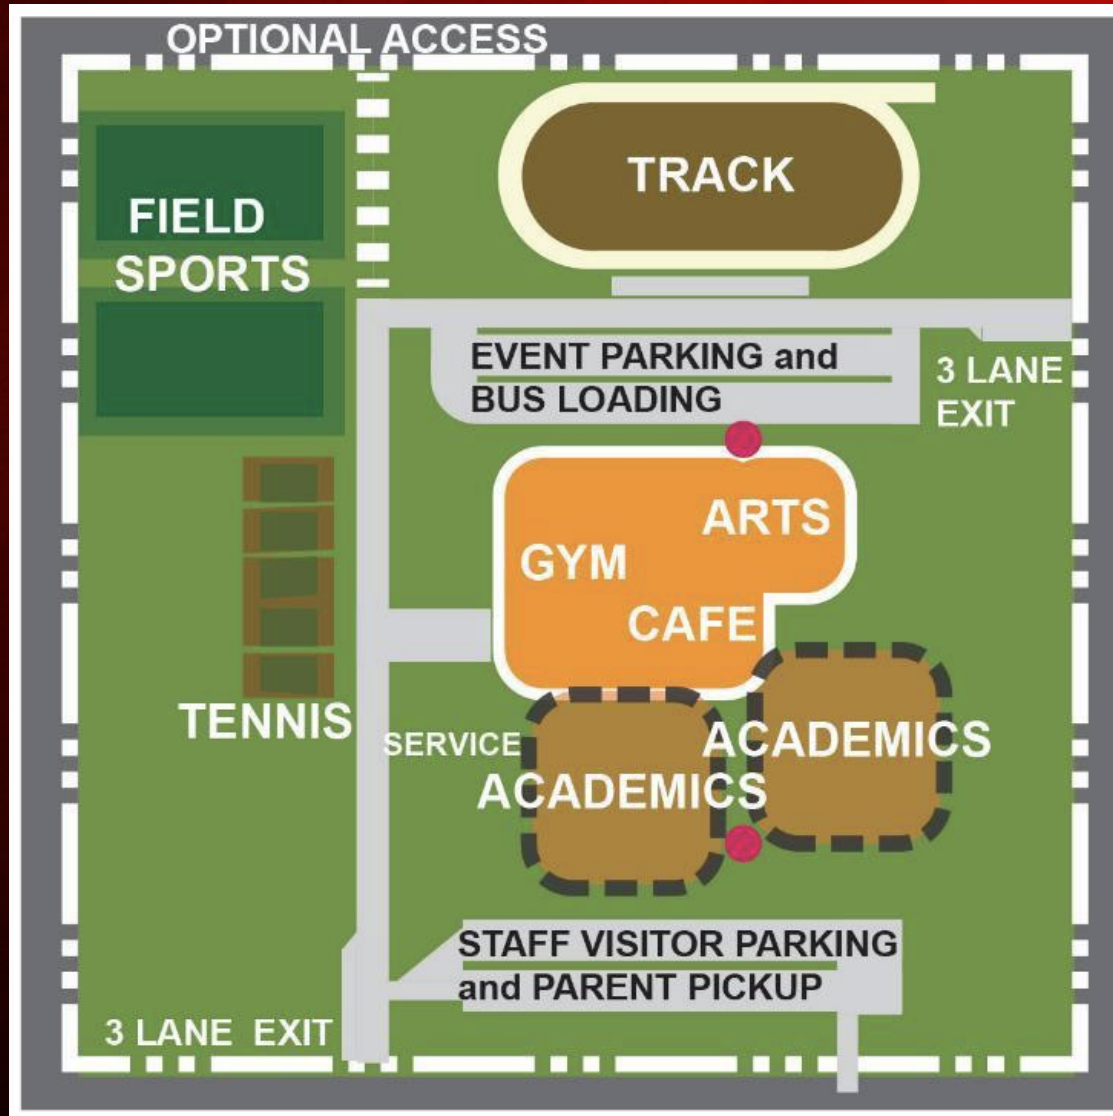 OPTIONAL ACCESS
TRACK
FIELD
SPORTS
EVENT PARKING and
BUS LOADING
3 LANE
EXIT
ARTS
GYM
CAFE
TENNIS
SERVICE
ACADEMICS
ACADEMICS
STAFF VISITOR PARKING
and PARENT PICKUP
3 LANE EXIT